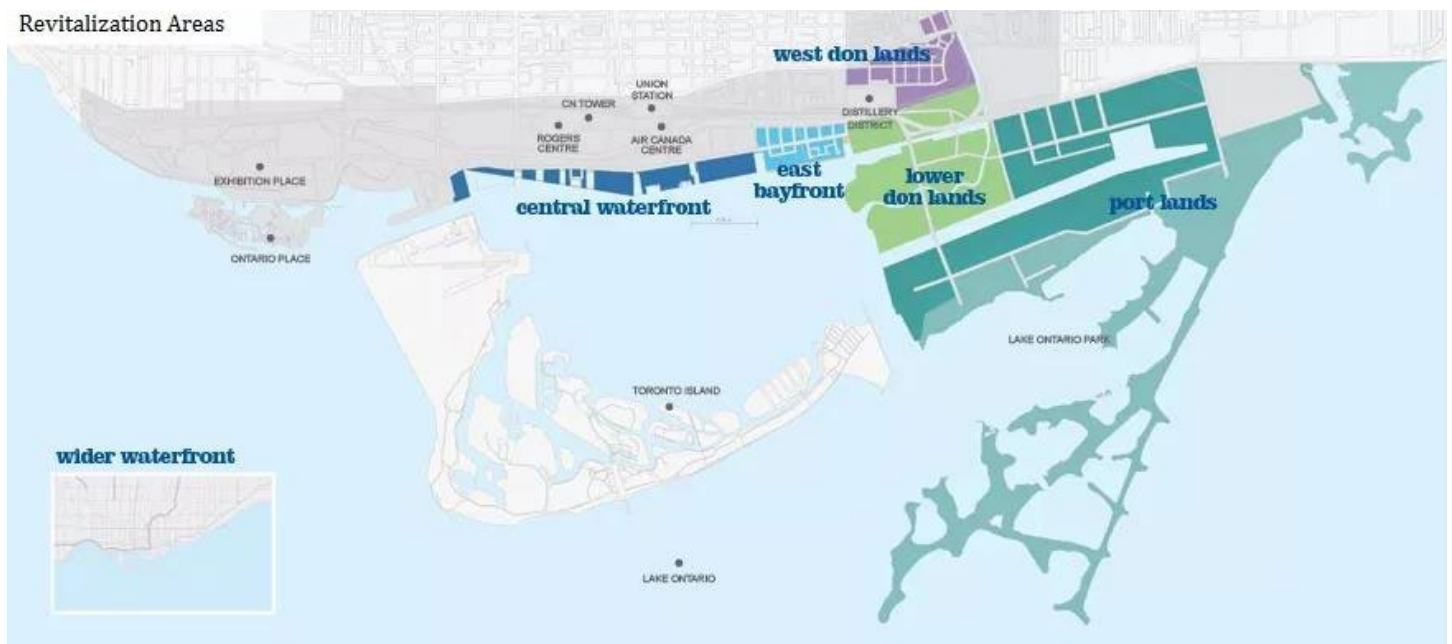 Revitalization Areas
west don lands
UNION
STATION
CN TOWER
DISTILLERY
DISTRICT
ROGERS
CENTRE
AIR CANADA
CENTRE
EXHIBITION PLACE
east
bayfront
lower
don lands
central waterfront
port lands
ONTARIO PLACE
LAKE ONTARIO PARK
TORONTO ISLAND
wider waterfront
LAKE ONTARIO